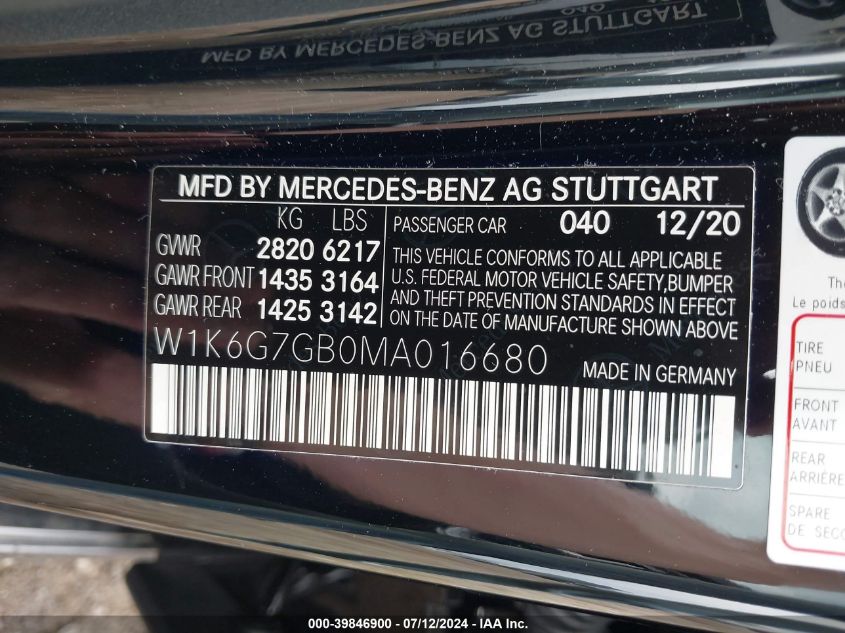 MFD BY MERCEDES-BENZ AG STUTTGART
MFD BY MERCEDES-BENZ AG STUTTGART
KG LBS
GVWR 2820 6217
GAWR FRONT 1435 3164
GAWR REAR 1425 3142
PASSENGER CAR 040 12/20
THIS VEHICLE CONFORMS TO ALL APPLICABLE
U.S. FEDERAL MOTOR VEHICLE SAFETY,BUMPER
AND THEFT PREVENTION STANDARDS IN EFFECT
ON THE DATE OF MANUFACTURE SHOWN ABOVE
W1K6G7GB0MA016680
MADE IN GERMANY
Le poids
TIRE
PNEU
FRONT
AVANT
REAR
ARRIÈRE
SPARE
DE
000-39846900 - 07/12/2024 - IAA Inc.